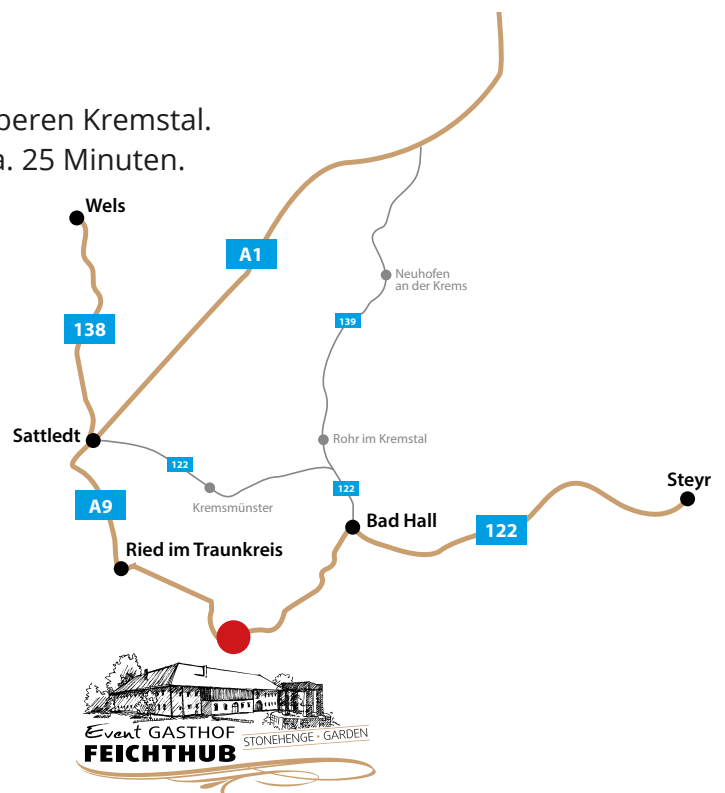 beren Kremstal.
a. 25 Minuten.
Wels
A1
Neuhofen
an der Krems
138
139
Sattledt
Rohr im Kremstal
122
122
Kremsmünster
Steyr
A9
Bad Hall
122
Ried im Traunkreis
Event GASTHOF
STONEHENGE · GARDEN
FEICHTHUB